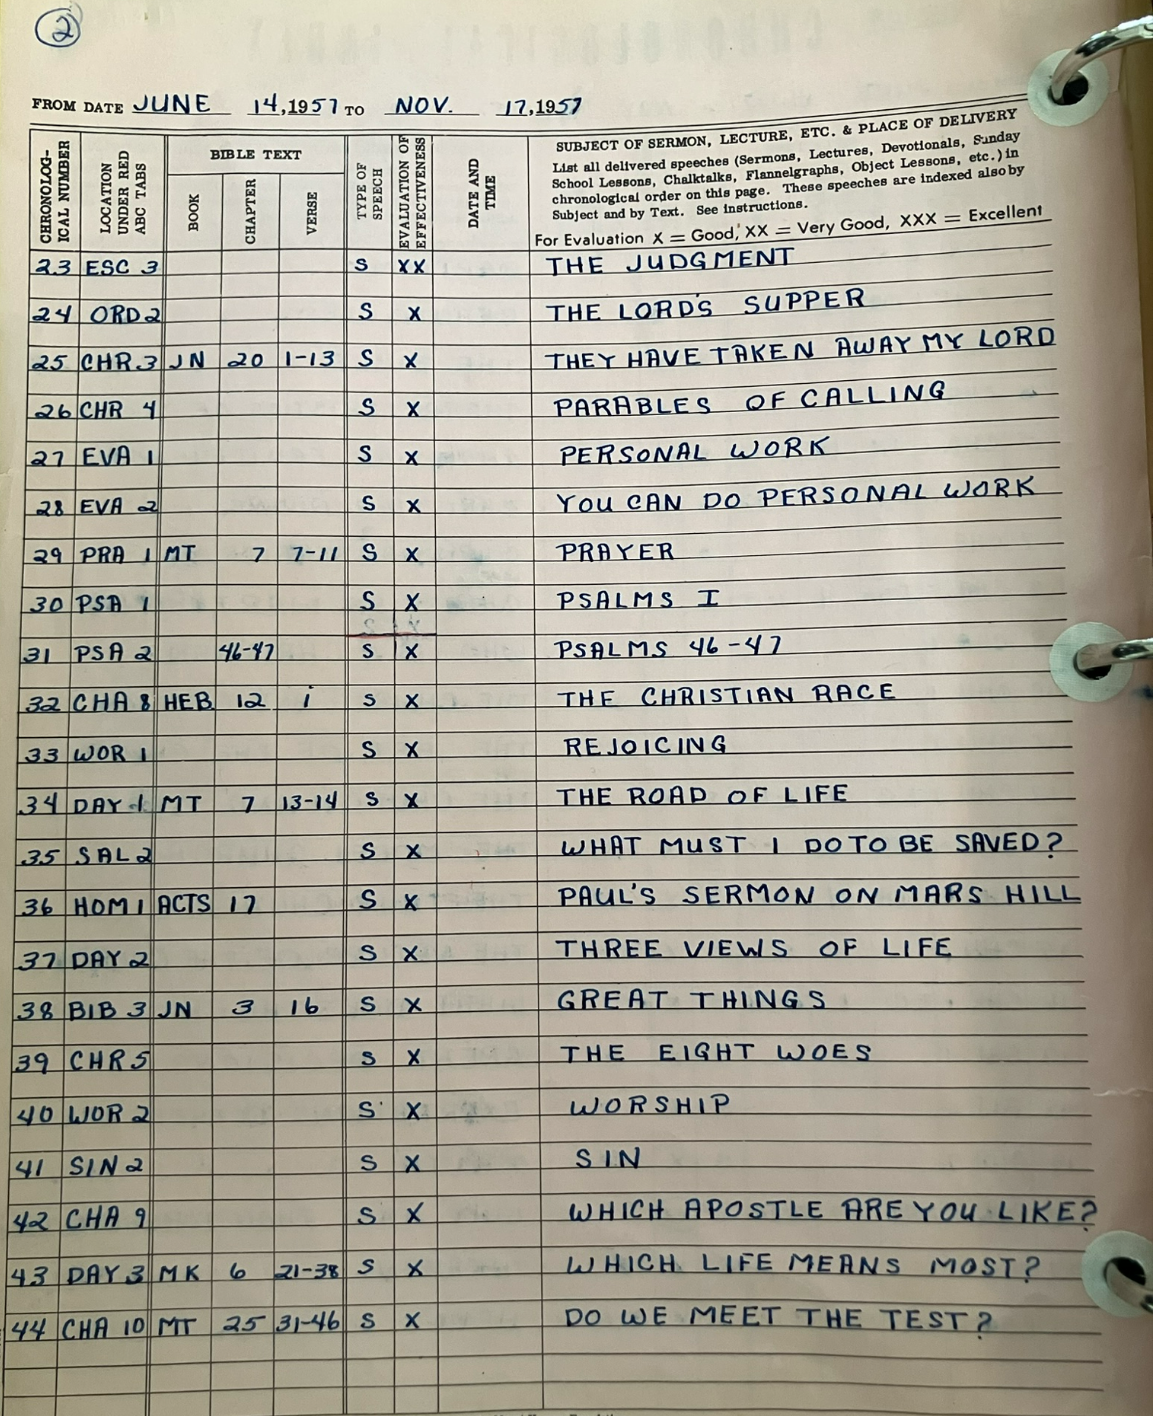 2
FROM DATE JUNE 14, 1957 TO NOV. 17, 1957
CHRONOLOG-ICAL NUMBER
LOCATION UNDER RED ABC TABS
BIBLE TEXT
BOOK
CHAPTER
VERSE
TYPE OF SPEECH
EVALUATION OF EFFECTIVENESS
DATE AND TIME
SUBJECT OF SERMON, LECTURE, ETC. & PLACE OF DELIVERY
List all delivered speeches (Sermons, Lectures, Devotionals, Sunday
School Lessons, Chalktalks, Flannelgraphs, Object Lessons, etc.) in
chronological order on this page. These speeches are indexed also by
Subject and by Text. See instructions.
For Evaluation X = Good, XX = Very Good, XXX = Excellent
23 ESC 3 S XX THE JUDGMENT
24 ORD 2 S X THE LORD'S SUPPER
25 CHR 3 JN 20 1-13 S X THEY HAVE TAKEN AWAY MY LORD
26 CHR 4 S X PARABLES OF CALLING
27 EVA 1 S X PERSONAL WORK
28 EVA 2 S X YOU CAN DO PERSONAL WORK
29 PRA 1 MT 7 7-11 S X PRAYER
30 PSA 1 S X PSALMS I
31 PSA 2 46-47 S X PSALMS 46-47
32 CHA 8 HEB 12 1 S X THE CHRISTIAN RACE
33 WOR 1 S X REJOICING
34 DAY 1 MT 7 13-14 S X THE ROAD OF LIFE
35 SAL 2 S X WHAT MUST I DO TO BE SAVED?
36 HOM 1 ACTS 17 S X PAUL'S SERMON ON MARS HILL
37 DAY 2 S X THREE VIEWS OF LIFE
38 BIB 3 JN 3 16 S X GREAT THINGS
39 CHR 5 S X THE EIGHT WOES
40 WOR 2 S X WORSHIP
41 SIN 2 S X SIN
42 CHA 9 S X WHICH APOSTLE ARE YOU LIKE?
43 DAY 3 MK 6 21-38 S X WHICH LIFE MEANS MOST?
44 CHA 10 MT 25 31-46 S X DO WE MEET THE TEST?